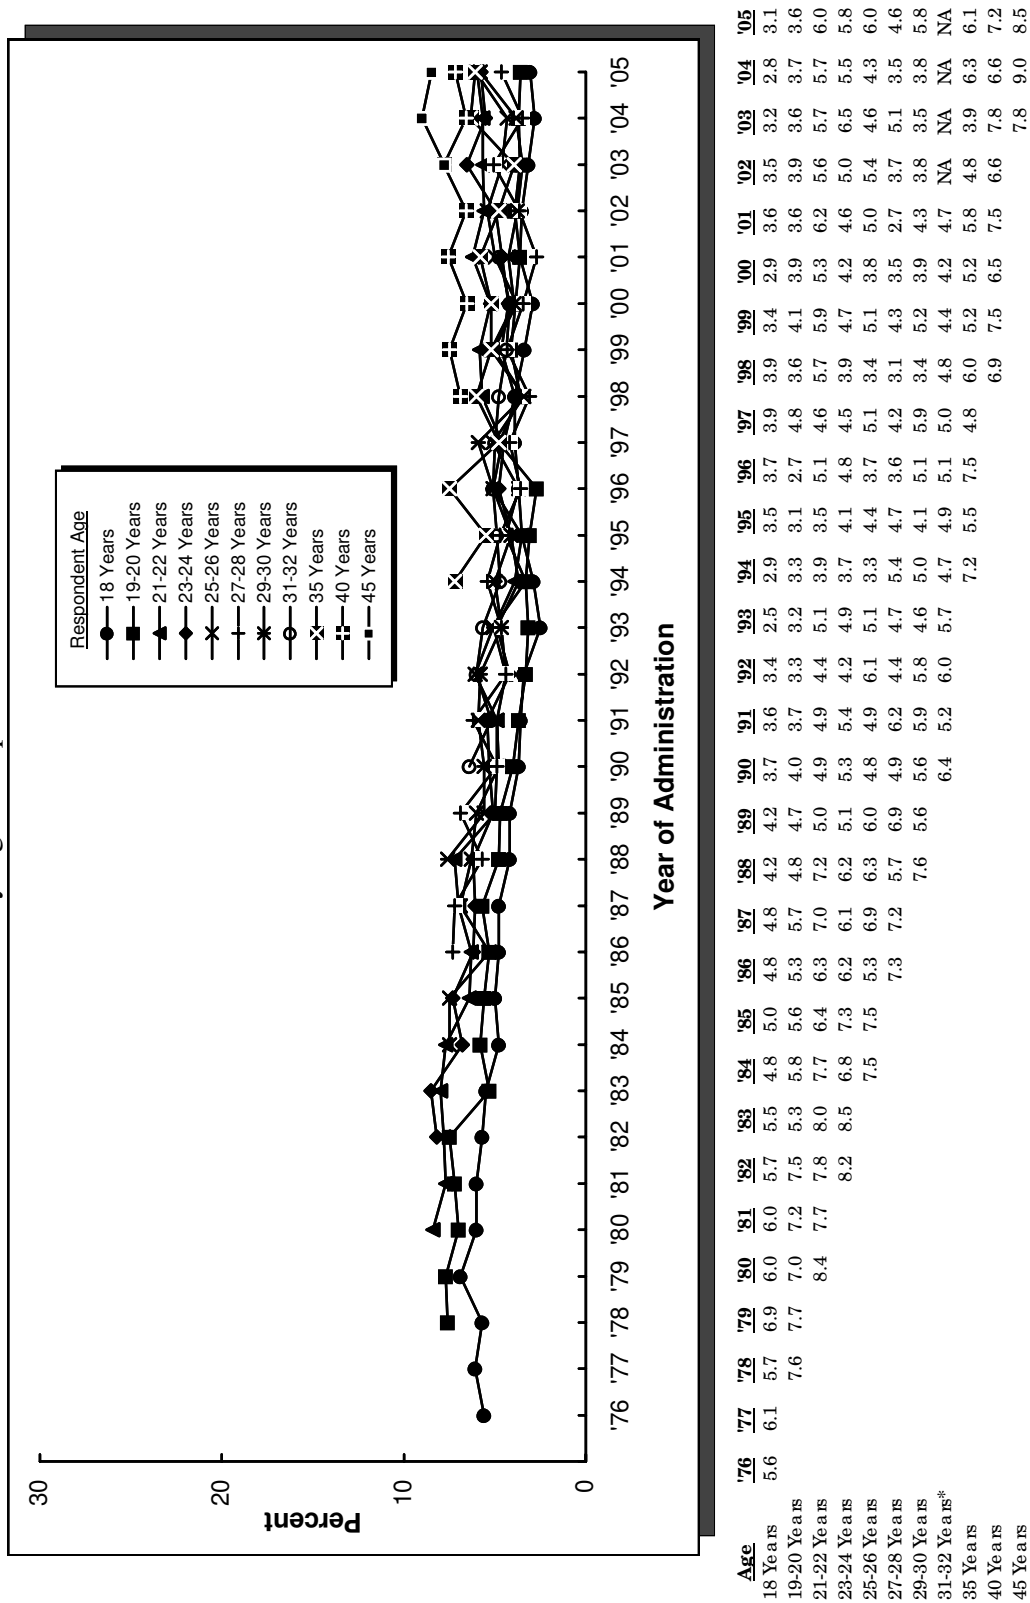 30
20
10
0
Percent
Respondent Age
18 Years
19-20 Years
21-22 Years
23-24 Years
25-26 Years
27-28 Years
29-30 Years
31-32 Years
35 Years
40 Years
45 Years
'76 '77 '78 '79 '80 '81 '82 '83 '84 '85 '86 '87 '88 '89 '90 '91 '92 '93 '94 '95 '96 '97 '98 '99 '00 '01 '02 '03 '04 '05
Year of Administration
Age '76 '77 '78 '79 '80 '81 '82 '83 '84 '85 '86 '87 '88 '89 '90 '91 '92 '93 '94 '95 '96 '97 '98 '99 '00 '01 '02 '03 '04 '05
18 Years 5.6 6.1 5.7 6.9 6.0 6.0 5.7 5.5 4.8 5.0 4.8 4.8 4.2 4.2 3.7 3.6 3.4 2.5 2.9 3.5 3.7 3.9 3.9 3.4 2.9 3.6 3.5 3.2 2.8 3.1
19-20 Years 7.6 7.7 7.0 7.2 7.5 5.3 5.8 5.6 5.3 5.7 4.8 4.7 4.0 3.7 3.3 3.2 3.3 3.1 2.7 4.8 3.6 4.1 3.9 3.6 3.9 3.6 3.7 3.6
21-22 Years 8.4 7.7 7.8 8.0 7.7 6.4 6.3 7.0 7.2 5.0 4.9 4.9 4.4 5.1 3.9 3.5 5.1 4.6 5.7 5.9 5.3 6.2 5.6 5.7 5.7 6.0
23-24 Years 8.2 8.5 6.8 7.3 6.2 6.1 6.2 5.1 5.3 5.4 4.2 4.9 3.7 4.1 4.8 4.5 3.9 4.7 4.2 4.6 5.0 6.5 5.5 5.8
25-26 Years 7.5 7.5 5.3 6.9 6.3 6.0 4.8 4.9 6.1 5.1 3.3 4.4 3.7 5.1 3.4 5.1 3.8 5.0 5.4 4.6 4.3 6.0
27-28 Years 7.3 7.2 5.7 6.9 4.9 6.2 4.4 4.7 5.4 4.7 3.6 4.2 3.1 4.3 3.5 2.7 3.7 5.1 3.5 4.6
29-30 Years 7.6 5.6 5.6 5.9 5.8 4.6 5.0 4.1 5.1 5.9 3.4 5.2 3.9 4.3 3.8 3.5 3.8 5.8
31-32 Years* 6.4 5.2 6.0 5.7 4.7 4.9 5.1 5.0 4.8 4.4 4.2 4.7 NA NA NA NA
35 Years 7.2 5.5 7.5 4.8 6.0 5.2 5.2 5.8 4.8 3.9 6.3 6.1
40 Years 6.9 7.5 6.5 7.5 6.6 7.8 6.6 7.2
45 Years 7.8 9.0 8.5